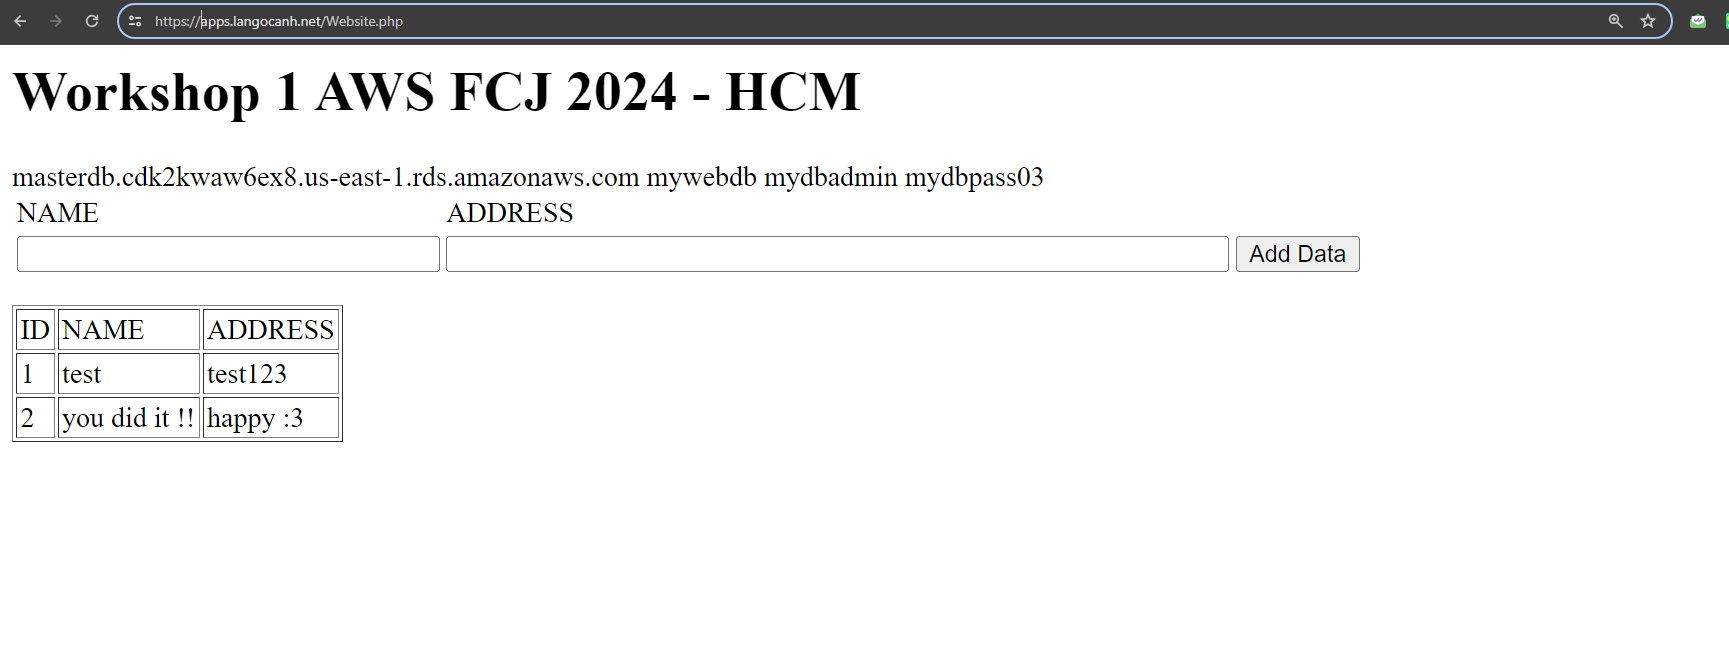 https://apps.langocanh.net/Website.php
Workshop 1 AWS FCJ 2024 - HCM
masterdb.cdk2kwaw6ex8.us-east-1.rds.amazonaws.com mywebdb mydbadmin mydbpass03
NAME ADDRESS
Add Data
ID NAME ADDRESS
1 test test123
2 you did it !! happy :3